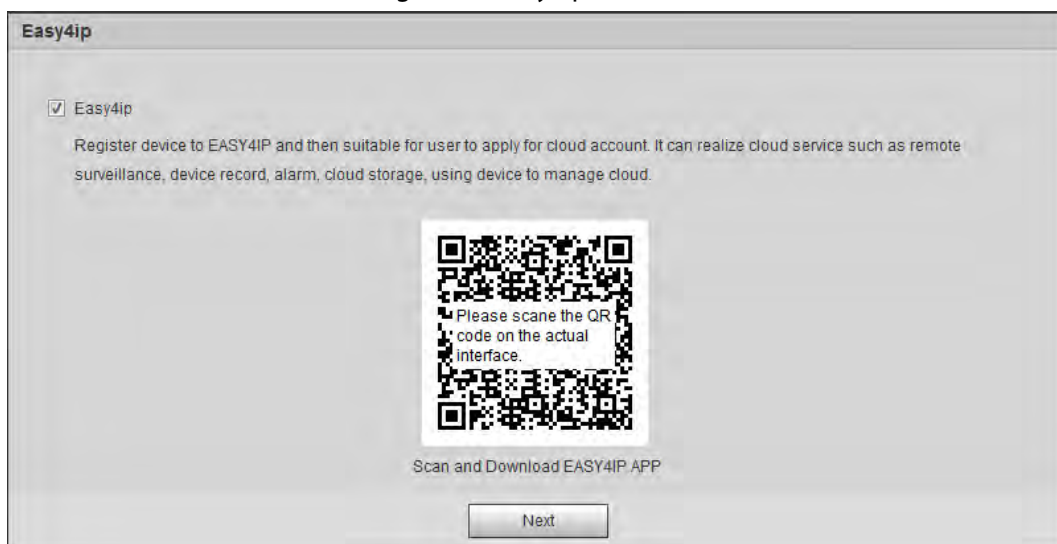 Easy4ip
Easy4ip
Register device to EASY4IP and then suitable for user to apply for cloud account. It can realize cloud service such as remote
surveillance, device record, alarm, cloud storage, using device to manage cloud.
Please scane the QR
code on the actual
interface.
Scan and Download EASY4IP APP
Next